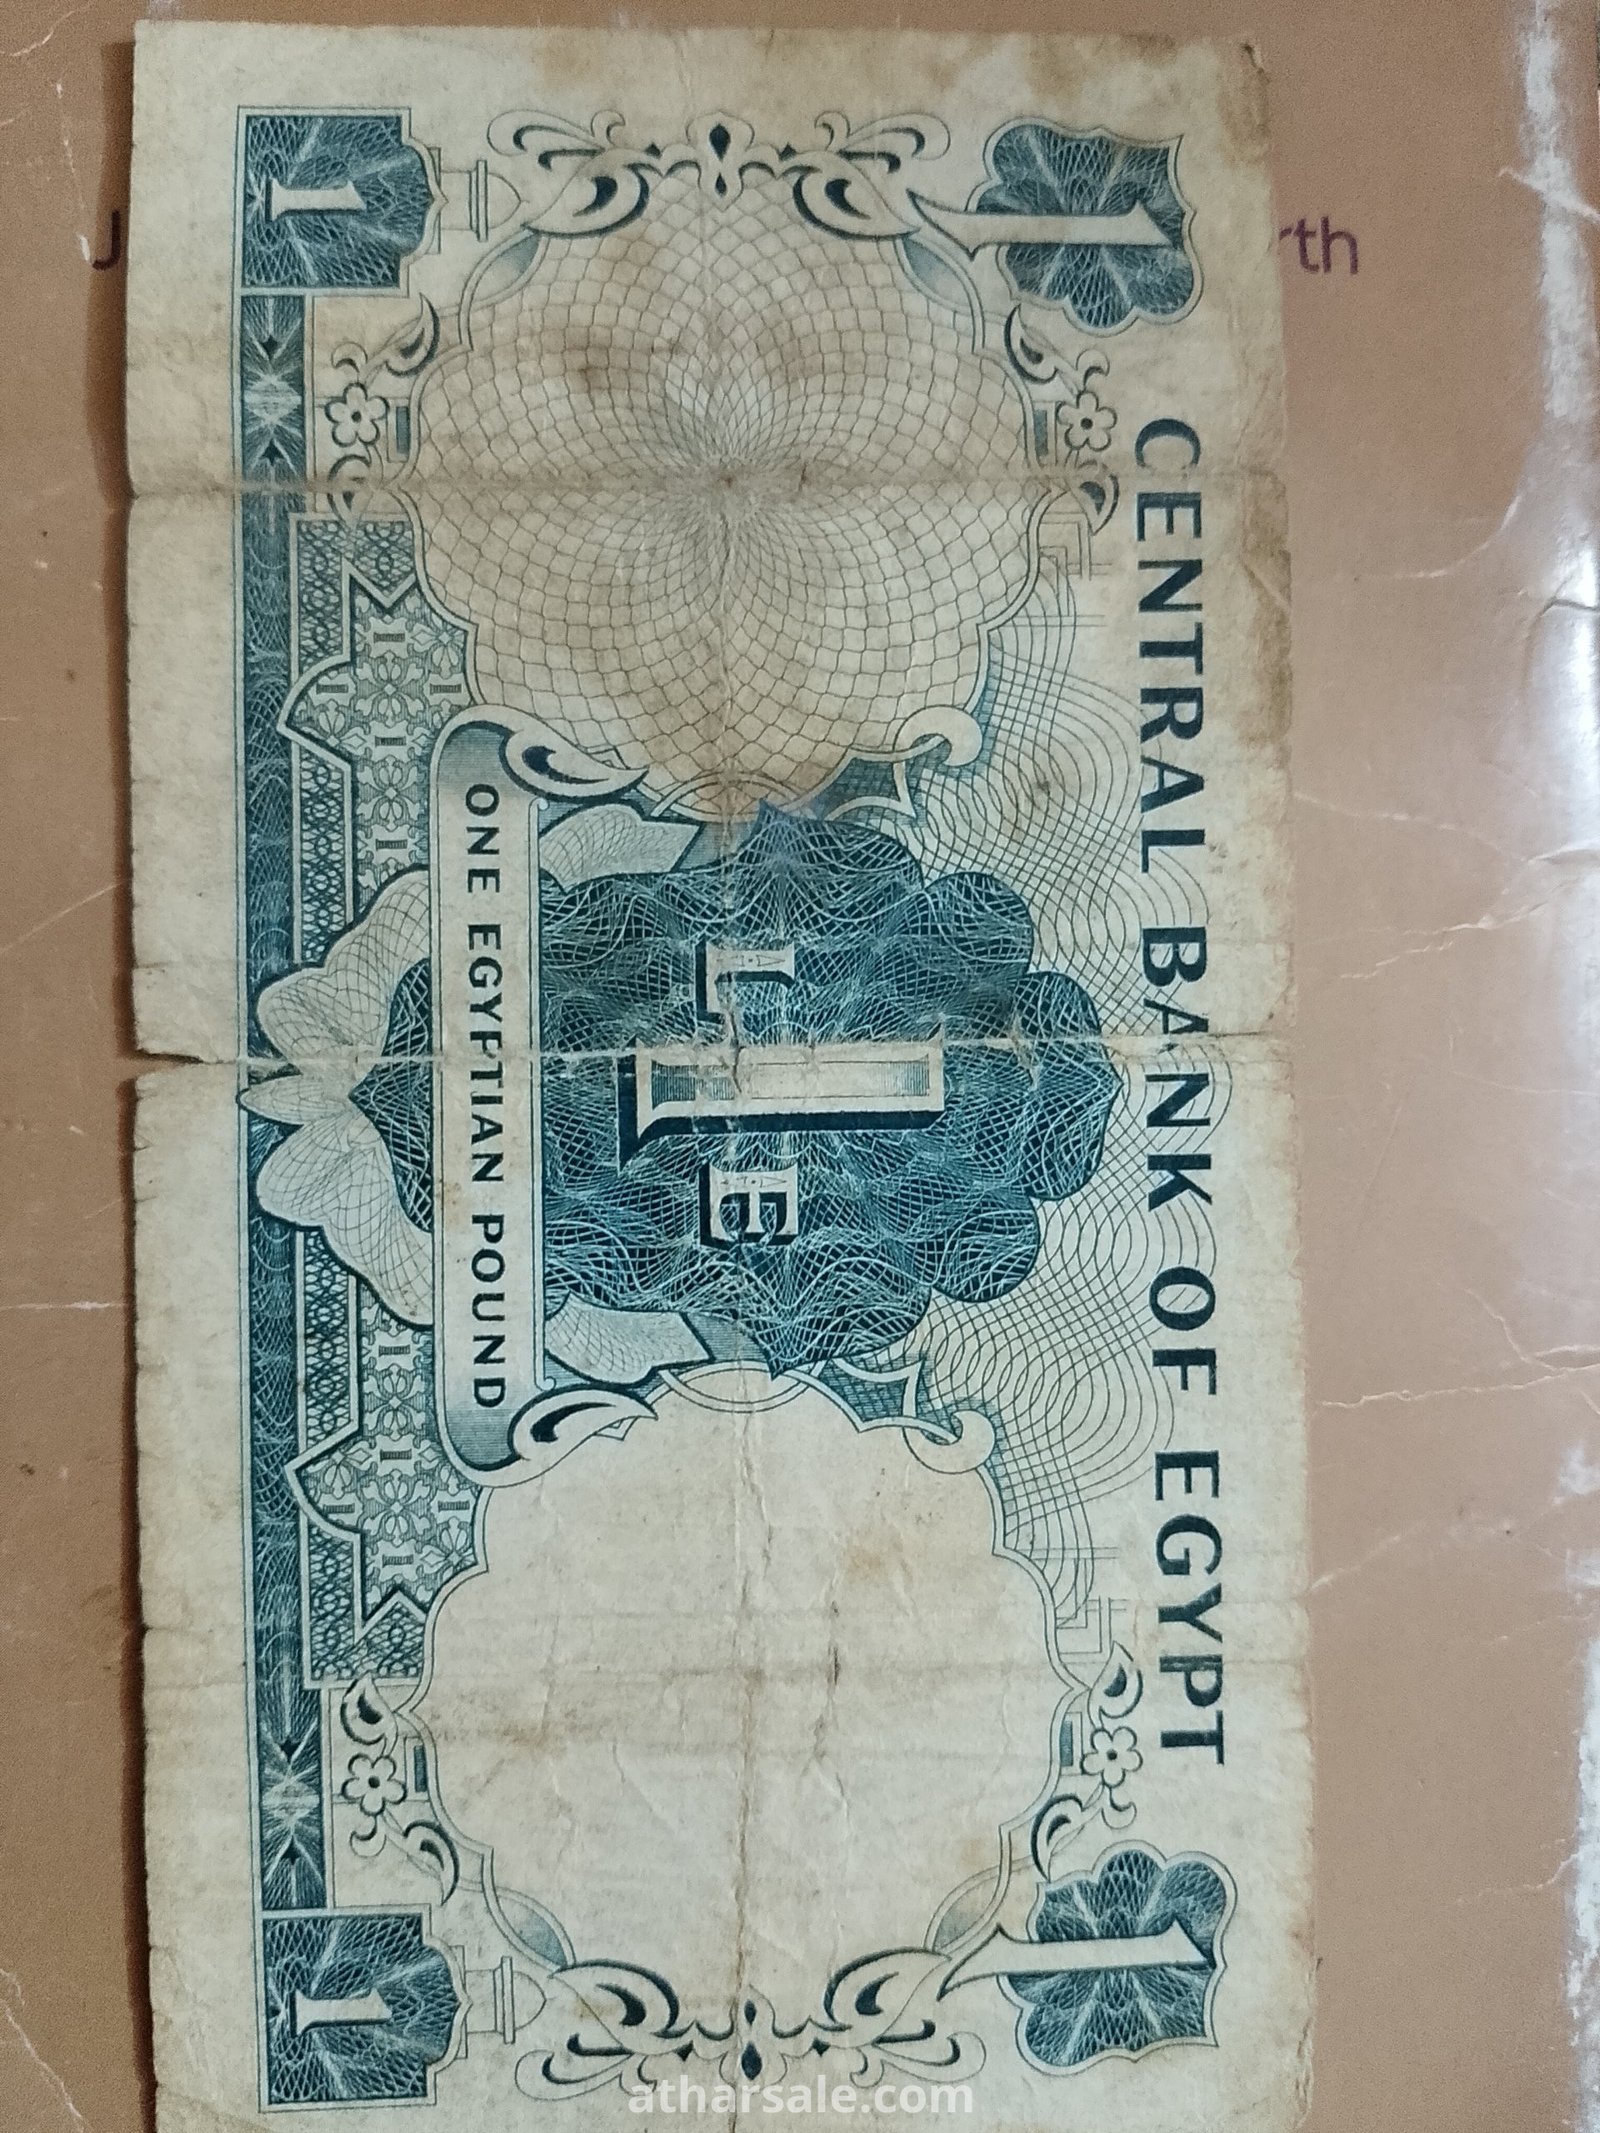 CENTRAL BANK OF EGYPT
1
1
L 1 E
ONE EGYPTIAN POUND
1
1
rth
J
atharsale.com